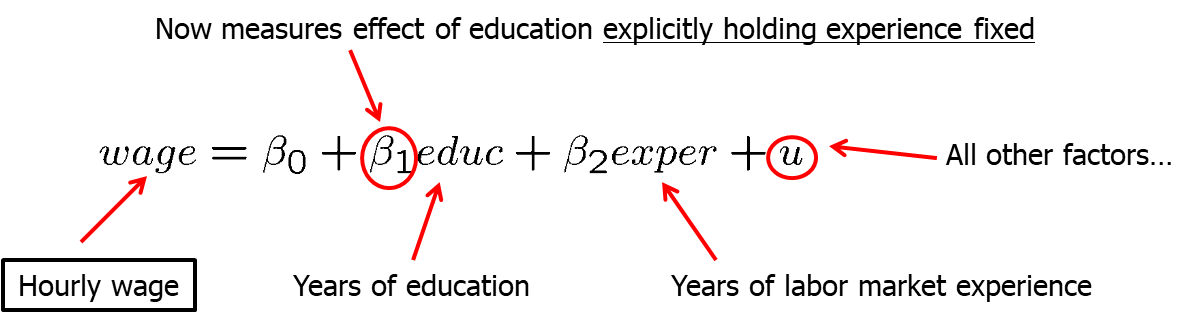 Now measures effect of education explicitly holding experience fixed
wage = β₀ + β₁educ + β₂exper + u
All other factors…
Hourly wage
Years of education
Years of labor market experience